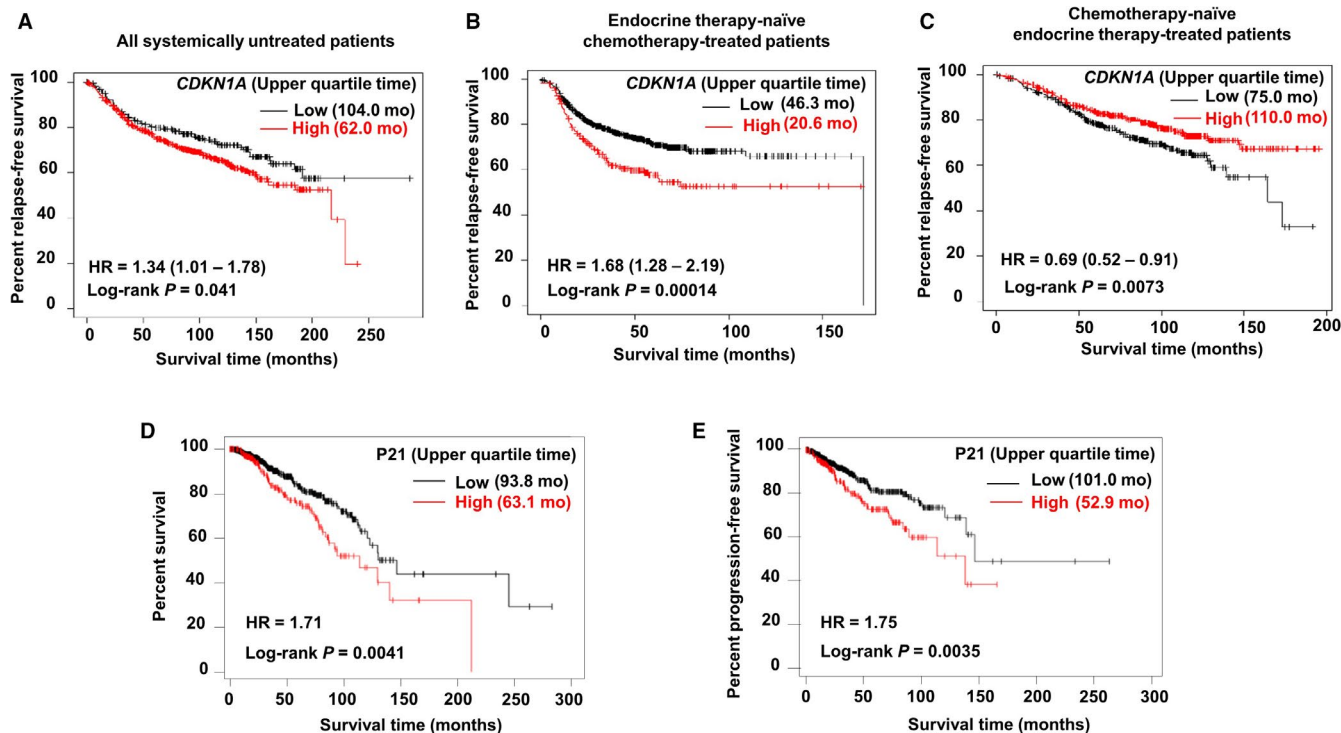 A
All systemically untreated patients
Percent relapse-free survival
100
80
60
40
20
0
CDKN1A (Upper quartile time)
Low (104.0 mo)
High (62.0 mo)
HR = 1.34 (1.01 – 1.78)
Log-rank P = 0.041
0 50 100 150 200 250
Survival time (months)
B
Endocrine therapy-naïve
chemotherapy-treated patients
Percent relapse-free survival
100
80
60
40
20
0
CDKN1A (Upper quartile time)
Low (46.3 mo)
High (20.6 mo)
HR = 1.68 (1.28 – 2.19)
Log-rank P = 0.00014
0 50 100 150
Survival time (months)
C
Chemotherapy-naïve
endocrine therapy-treated patients
Percent relapse-free survival
100
80
60
40
20
0
CDKN1A (Upper quartile time)
Low (75.0 mo)
High (110.0 mo)
HR = 0.69 (0.52 – 0.91)
Log-rank P = 0.0073
0 50 100 150 200
Survival time (months)
D
Percent survival
100
80
60
40
20
0
P21 (Upper quartile time)
Low (93.8 mo)
High (63.1 mo)
HR = 1.71
Log-rank P = 0.0041
0 50 100 150 200 250 300
Survival time (months)
E
Percent progression-free survival
100
80
60
40
20
0
P21 (Upper quartile time)
Low (101.0 mo)
High (52.9 mo)
HR = 1.75
Log-rank P = 0.0035
0 50 100 150 200 250 300
Survival time (months)